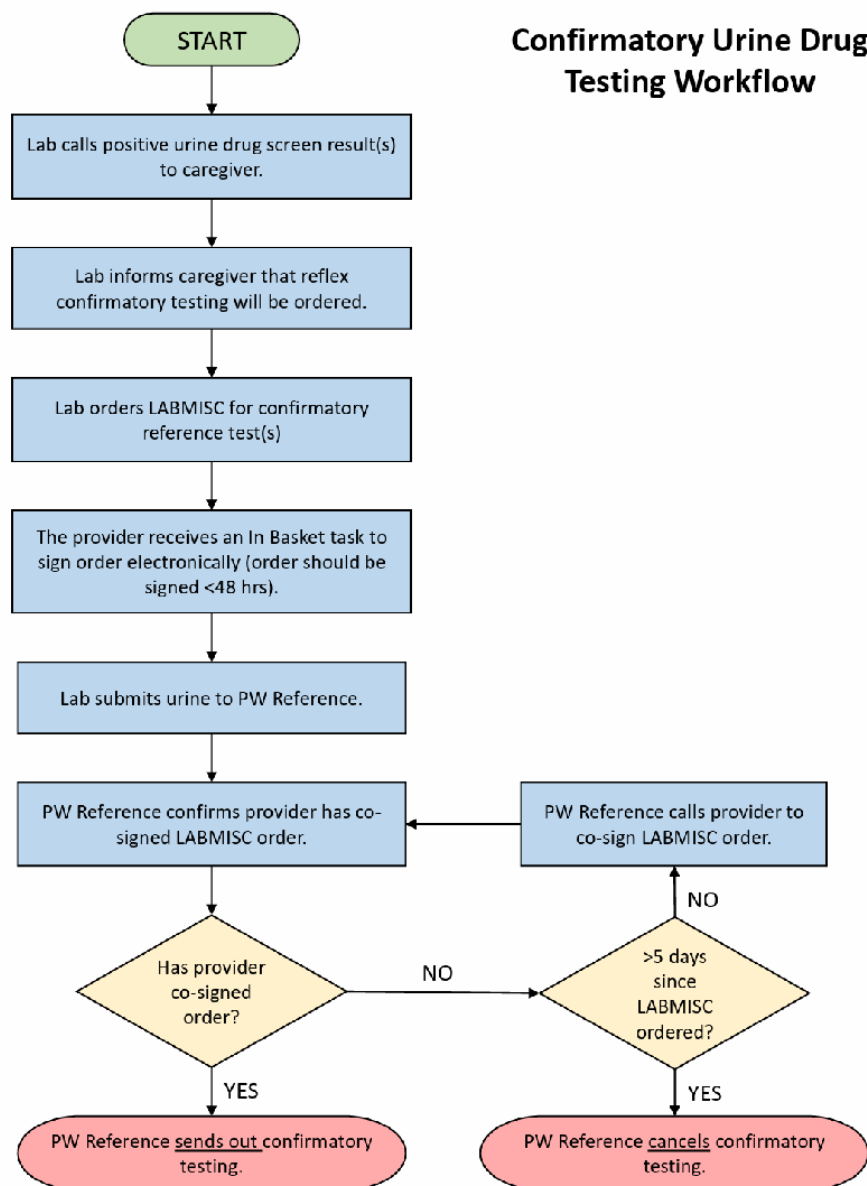 START
Confirmatory Urine Drug
Testing Workflow
Lab calls positive urine drug screen result(s)
to caregiver.
Lab informs caregiver that reflex
confirmatory testing will be ordered.
Lab orders LABMISC for confirmatory
reference test(s)
The provider receives an In Basket task to
sign order electronically (order should be
signed <48 hrs).
Lab submits urine to PW Reference.
PW Reference confirms provider has co-
signed LABMISC order.
PW Reference calls provider to
co-sign LABMISC order.
NO
Has provider
co-signed
order?
NO
>5 days
since
LABMISC
ordered?
YES
YES
PW Reference sends out confirmatory
testing.
PW Reference cancels confirmatory
testing.